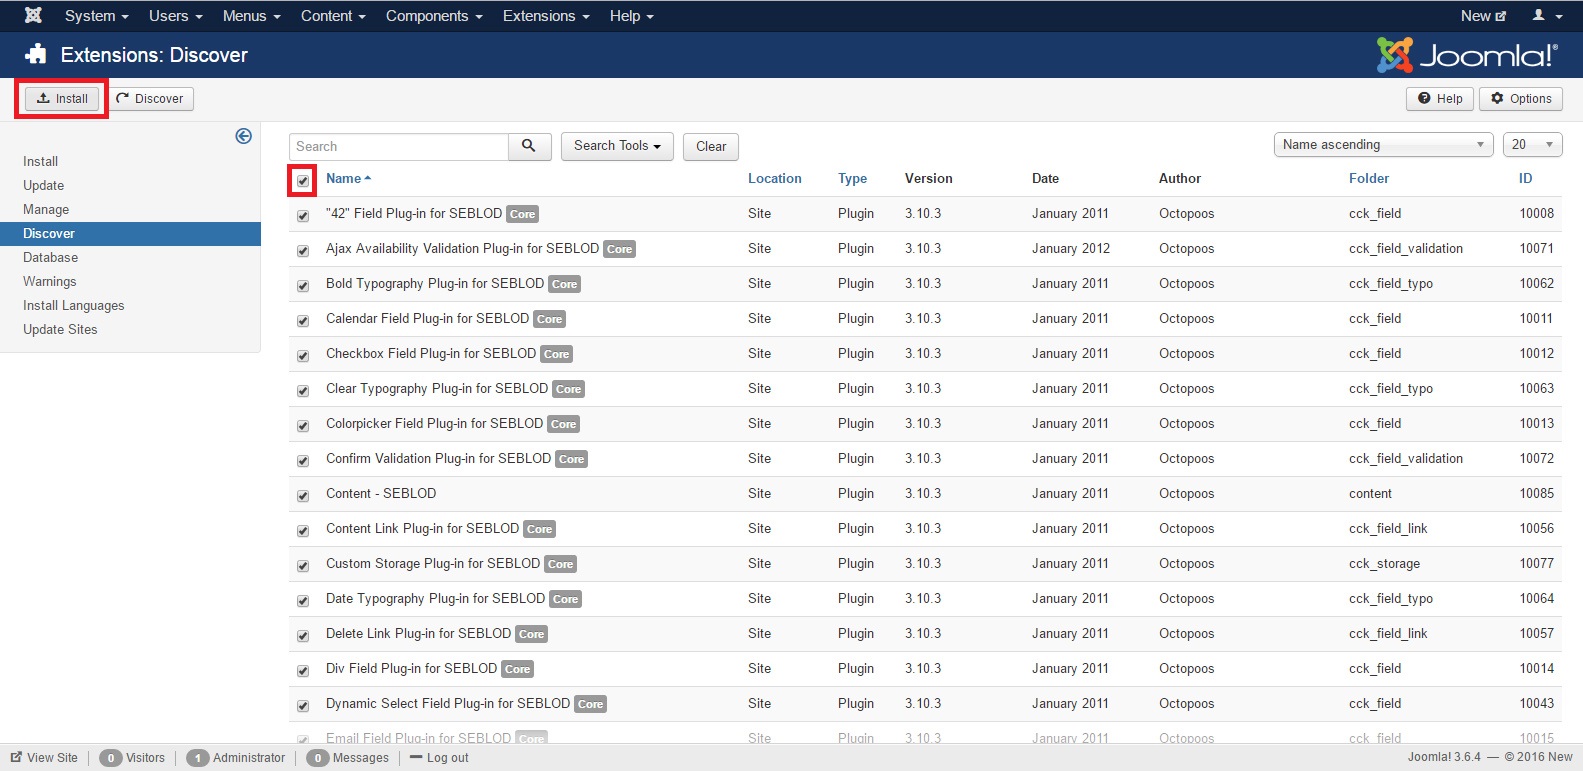 System Users Menus Content Components Extensions Help New
Extensions: Discover Joomla!®
Install Discover Help Options
Search Search Tools Clear Name ascending 20
Install
Update
Manage
Discover
Database
Warnings
Install Languages
Update Sites
Name Location Type Version Date Author Folder ID
"42" Field Plug-in for SEBLOD Core Site Plugin 3.10.3 January 2011 Octopoos cck_field 10008
Ajax Availability Validation Plug-in for SEBLOD Core Site Plugin 3.10.3 January 2012 Octopoos cck_field_validation 10071
Bold Typography Plug-in for SEBLOD Core Site Plugin 3.10.3 January 2011 Octopoos cck_field_typo 10062
Calendar Field Plug-in for SEBLOD Core Site Plugin 3.10.3 January 2011 Octopoos cck_field 10011
Checkbox Field Plug-in for SEBLOD Core Site Plugin 3.10.3 January 2011 Octopoos cck_field 10012
Clear Typography Plug-in for SEBLOD Core Site Plugin 3.10.3 January 2011 Octopoos cck_field_typo 10063
Colorpicker Field Plug-in for SEBLOD Core Site Plugin 3.10.3 January 2011 Octopoos cck_field 10013
Confirm Validation Plug-in for SEBLOD Core Site Plugin 3.10.3 January 2011 Octopoos cck_field_validation 10072
Content - SEBLOD Site Plugin 3.10.3 January 2011 Octopoos content 10085
Content Link Plug-in for SEBLOD Core Site Plugin 3.10.3 January 2011 Octopoos cck_field_link 10056
Custom Storage Plug-in for SEBLOD Core Site Plugin 3.10.3 January 2011 Octopoos cck_storage 10077
Date Typography Plug-in for SEBLOD Core Site Plugin 3.10.3 January 2011 Octopoos cck_field_typo 10064
Delete Link Plug-in for SEBLOD Core Site Plugin 3.10.3 January 2011 Octopoos cck_field_link 10057
Div Field Plug-in for SEBLOD Core Site Plugin 3.10.3 January 2011 Octopoos cck_field 10014
Dynamic Select Field Plug-in for SEBLOD Core Site Plugin 3.10.3 January 2011 Octopoos cck_field 10043
Email Field Plug-in for SEBLOD Core Site Plugin 3.10.3 January 2011 Octopoos cck_field 10015
View Site 0 Visitors 1 Administrator 0 Messages Log out Joomla! 3.6.4 — © 2016 New